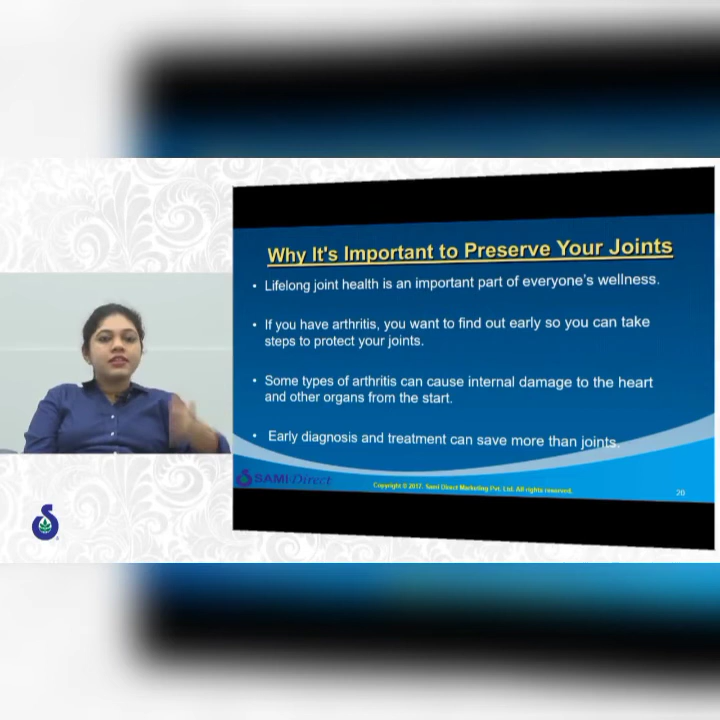 Why It's Important to Preserve Your Joints
• Lifelong joint health is an important part of everyone's wellness.
• If you have arthritis, you want to find out early so you can take
steps to protect your joints.
• Some types of arthritis can cause internal damage to the heart
and other organs from the start.
• Early diagnosis and treatment can save more than joints.
SAMI Direct
Copyright © 2017. Sami Direct Marketing Pvt. Ltd. All rights reserved.
20